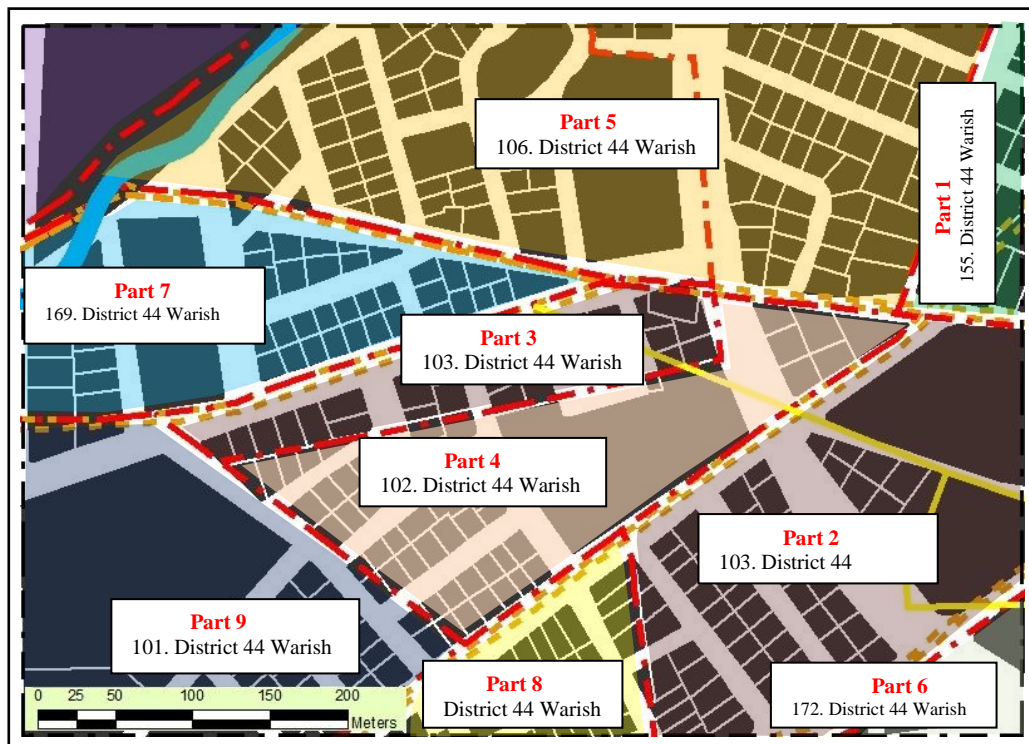 Part 5
106. District 44 Warish
Part 1
155. District 44 Warish
Part 7
169. District 44 Warish
Part 3
103. District 44 Warish
Part 4
102. District 44 Warish
Part 2
103. District 44
Part 9
101. District 44 Warish
Part 8
District 44 Warish
Part 6
172. District 44 Warish
0 25 50 100 150 200
Meters